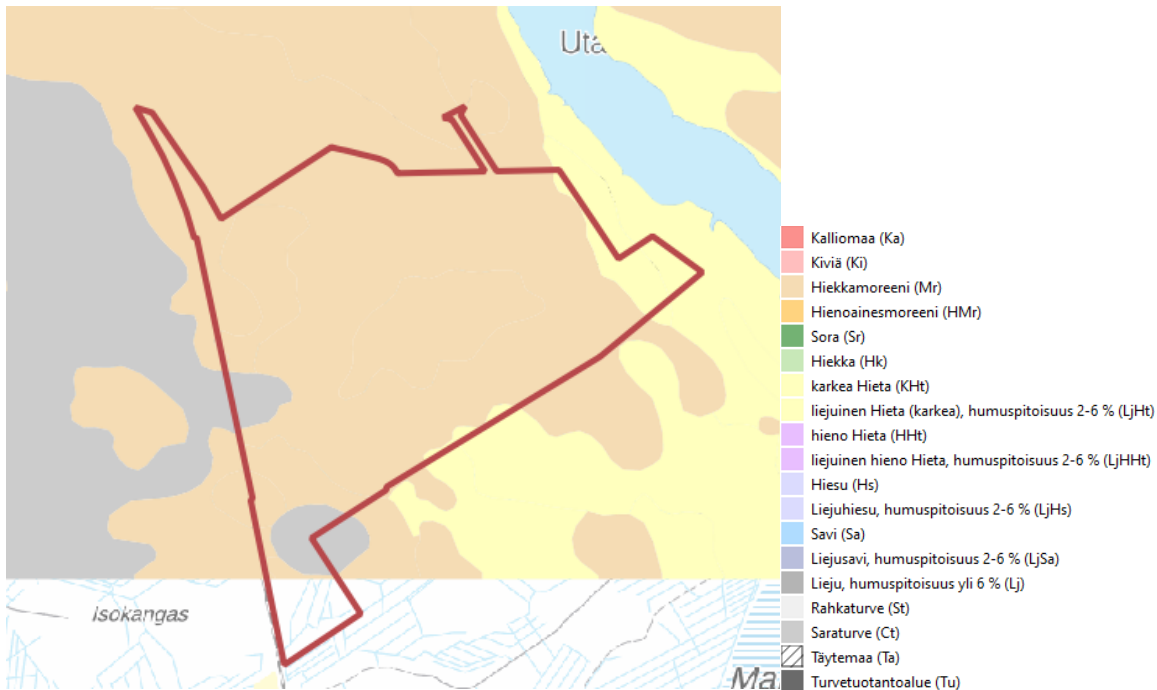 Utа
Isokangas
Ma
Kalliomaa (Ka)
Kiviä (Ki)
Hiekkamoreeni (Mr)
Hienoainesmoreeni (HMr)
Sora (Sr)
Hiekka (Hk)
karkea Hieta (KHt)
liejuinen Hieta (karkea), humuspitoisuus 2-6 % (LjHt)
hieno Hieta (HHt)
liejuinen hieno Hieta, humuspitoisuus 2-6 % (LjHHt)
Hiesu (Hs)
Liejuhiesu, humuspitoisuus 2-6 % (LjHs)
Savi (Sa)
Liejusavi, humuspitoisuus 2-6 % (LjSa)
Lieju, humuspitoisuus yli 6 % (Lj)
Rahkaturve (St)
Saraturve (Ct)
Täytemaa (Ta)
Turvetuotantoalue (Tu)